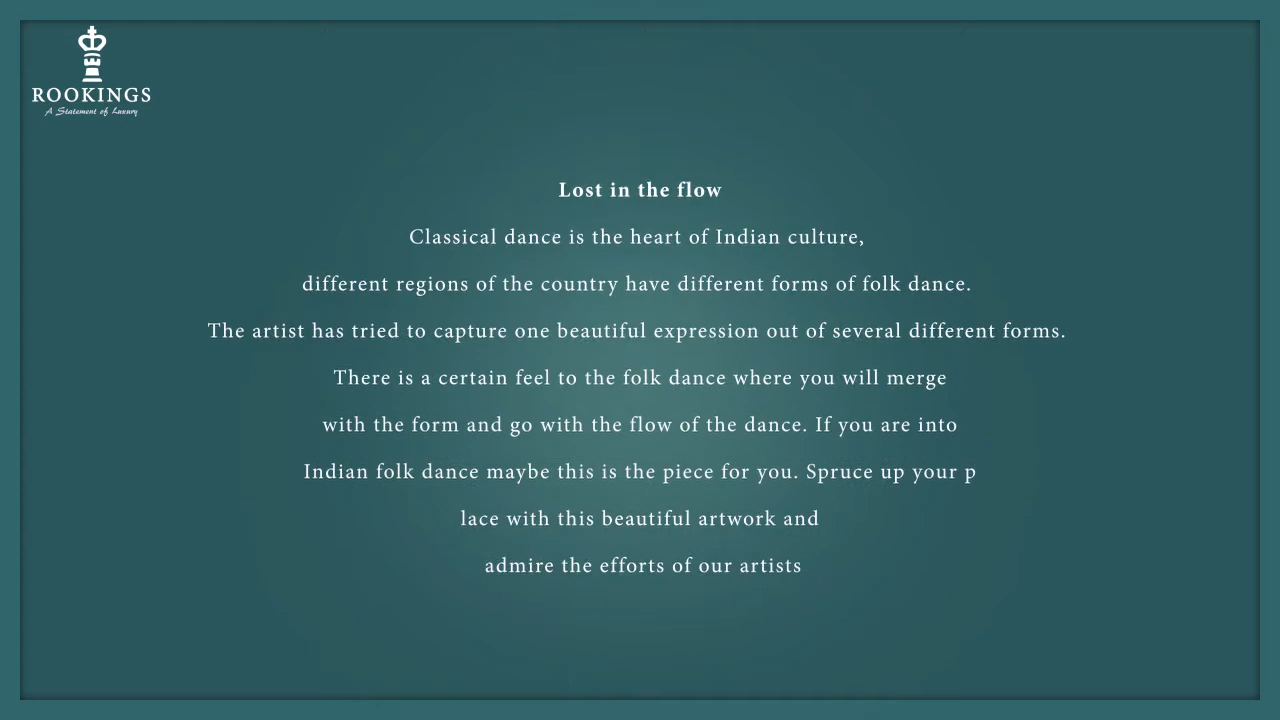 ROOKINGS
A Statement of Luxury
Lost in the flow
Classical dance is the heart of Indian culture,
different regions of the country have different forms of folk dance.
The artist has tried to capture one beautiful expression out of several different forms.
There is a certain feel to the folk dance where you will merge
with the form and go with the flow of the dance. If you are into
Indian folk dance maybe this is the piece for you. Spruce up your p
lace with this beautiful artwork and
admire the efforts of our artists